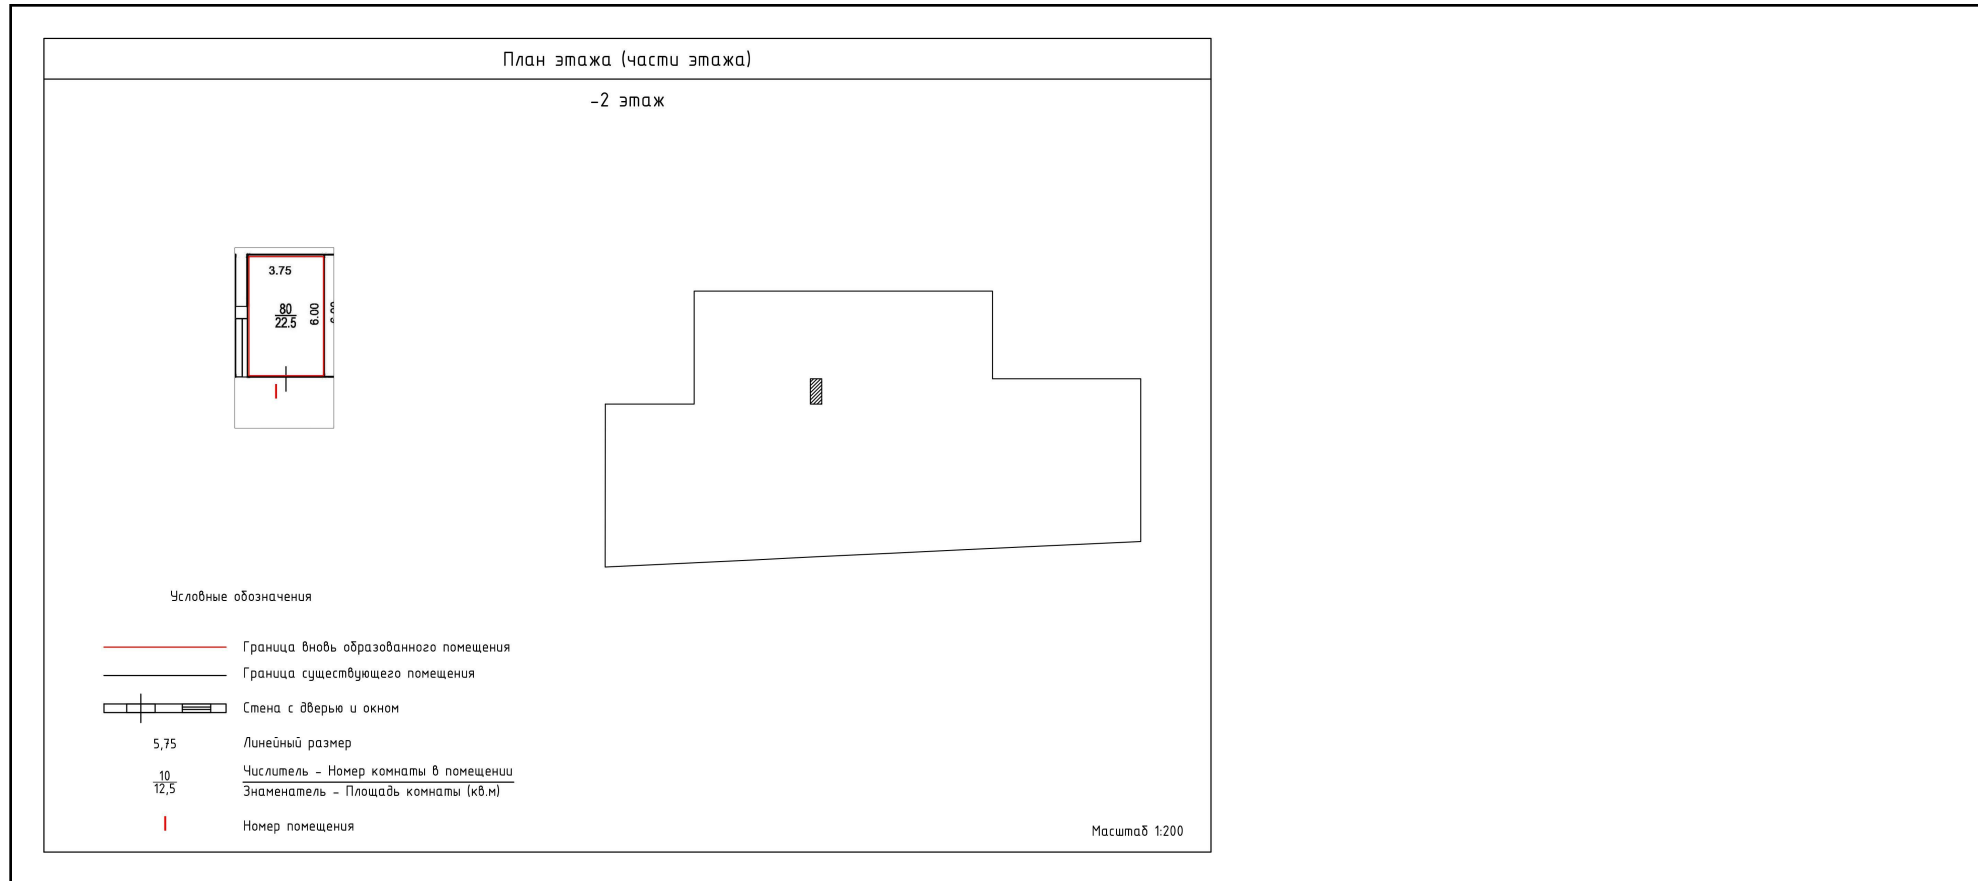 План этажа (части этажа)
-2 этаж
3.75
80
22.5
6.00
I
Условные обозначения
Граница вновь образованного помещения
Граница существующего помещения
Стена с дверью и окном
5,75 Линейный размер
10
12,5
Числитель - Номер комнаты в помещении
Знаменатель - Площадь комнаты (кв.м)
I Номер помещения
Масштаб 1:200